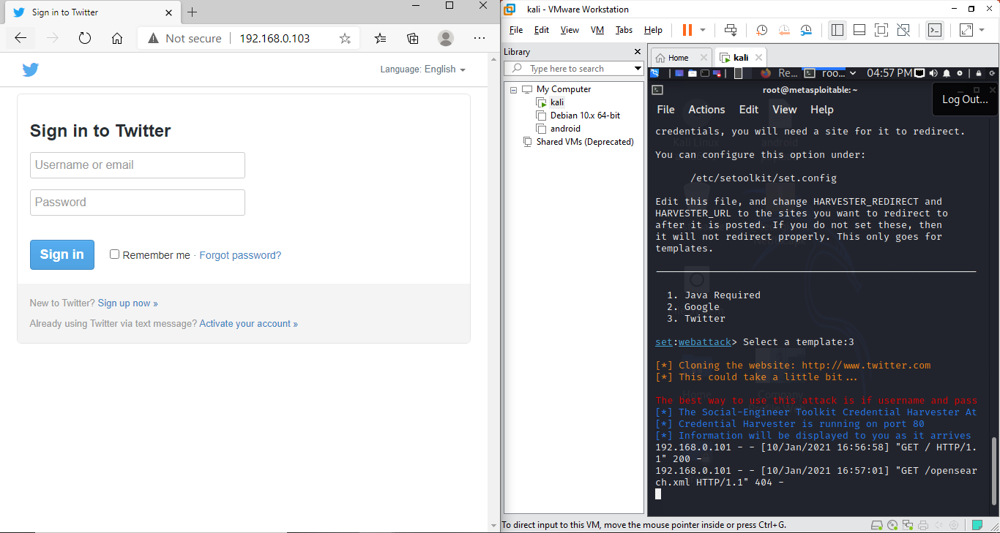 Sign in to Twitter
Not secure 192.168.0.103
Language: English
Sign in to Twitter
Username or email
Password
Sign in Remember me · Forgot password?
New to Twitter? Sign up now »
Already using Twitter via text message? Activate your account »
kali - VMware Workstation
File Edit View VM Tabs Help
Library
Type here to search
My Computer
kali
Debian 10.x 64-bit
android
Shared VMs (Deprecated)
Home kali
Re... roo... 04:57 PM
root@metasploitable: ~
Log Out...
File Actions Edit View Help
credentials, you will need a site for it to redirect.
You can configure this option under:
/etc/setoolkit/set.config
Edit this file, and change HARVESTER_REDIRECT and
HARVESTER_URL to the sites you want to redirect to
after it is posted. If you do not set these, then
it will not redirect properly. This only goes for
templates.
1. Java Required
2. Google
3. Twitter
set:webattack> Select a template:3
[*] Cloning the website: http://www.twitter.com
[*] This could take a little bit...
The best way to use this attack is if username and pass
[*] The Social-Engineer Toolkit Credential Harvester At
[*] Credential Harvester is running on port 80
[*] Information will be displayed to you as it arrives
192.168.0.101 - - [10/Jan/2021 16:56:58] "GET / HTTP/1.
1" 200 -
192.168.0.101 - - [10/Jan/2021 16:57:01] "GET /opensear
ch.xml HTTP/1.1" 404 -
To direct input to this VM, move the mouse pointer inside or press Ctrl+G.